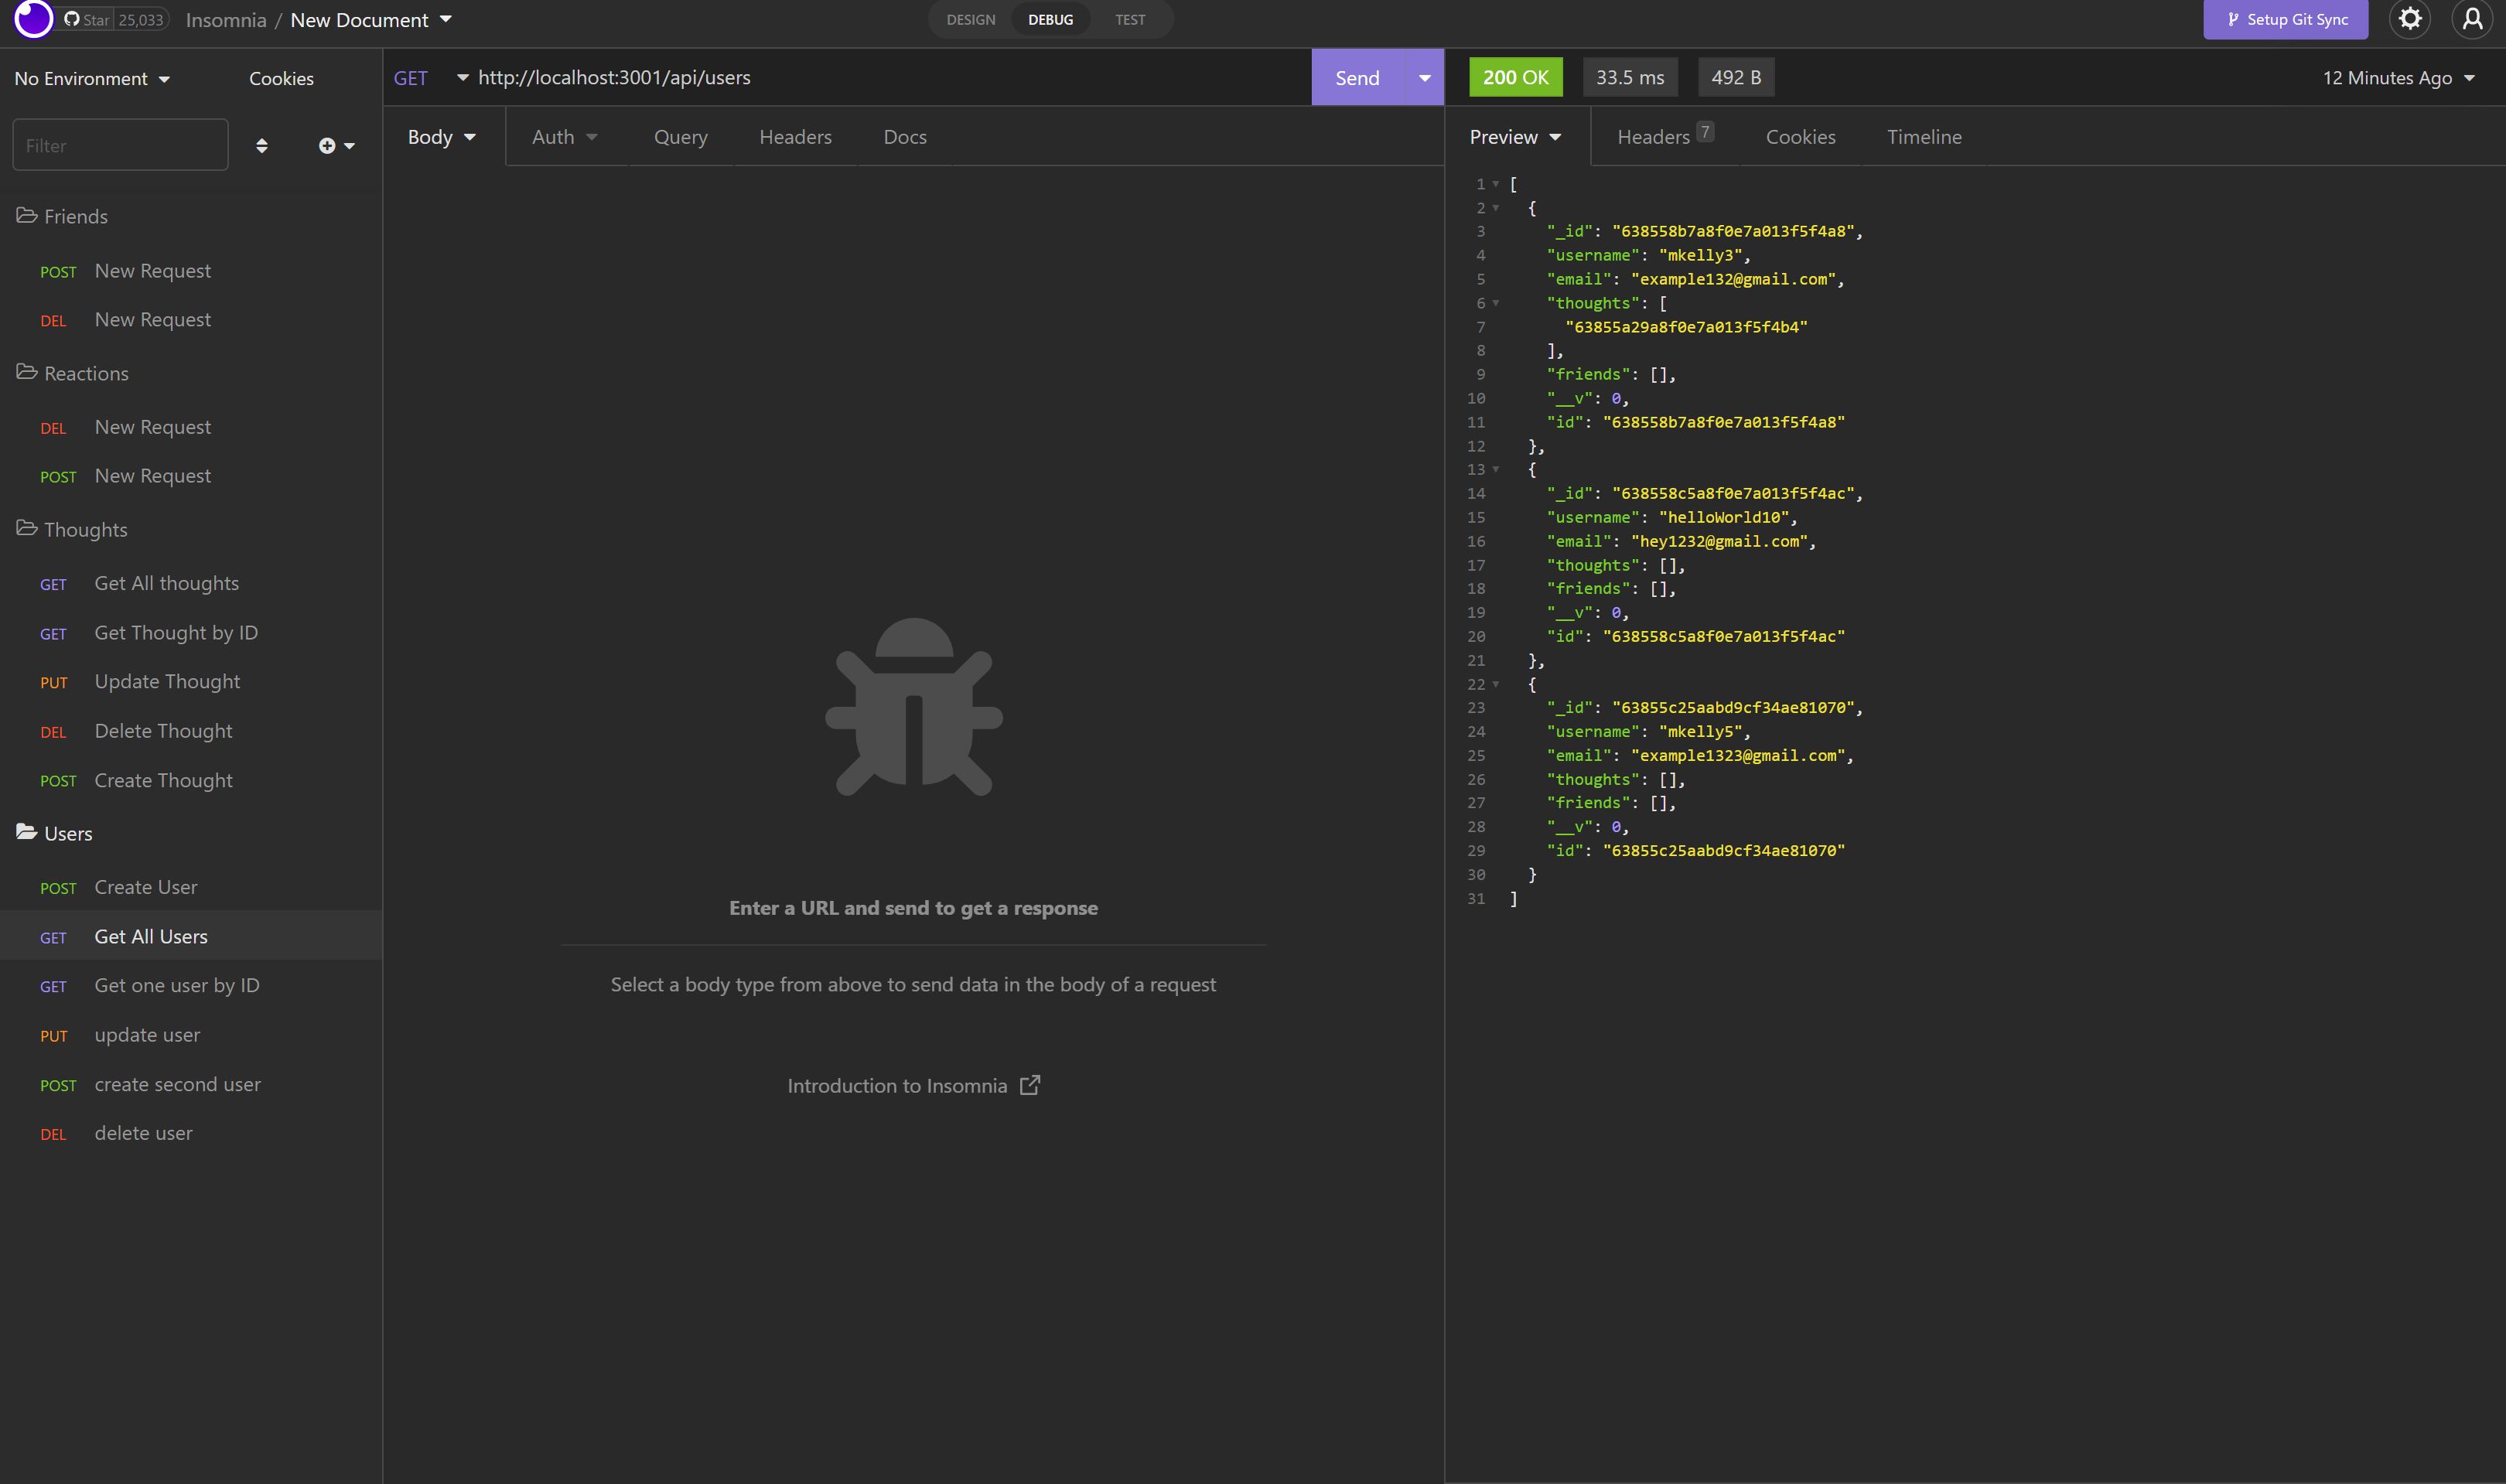 Star 25,033 Insomnia / New Document DESIGN DEBUG TEST Setup Git Sync
No Environment Cookies
Filter
Friends
POST New Request
DEL New Request
Reactions
DEL New Request
POST New Request
Thoughts
GET Get All thoughts
GET Get Thought by ID
PUT Update Thought
DEL Delete Thought
POST Create Thought
Users
POST Create User
GET Get All Users
GET Get one user by ID
PUT update user
POST create second user
DEL delete user
GET http://localhost:3001/api/users Send
Body Auth Query Headers Docs
Enter a URL and send to get a response
Select a body type from above to send data in the body of a request
Introduction to Insomnia
200 OK 33.5 ms 492 B 12 Minutes Ago
Preview Headers 7 Cookies Timeline
1 [
2 {
3 "_id": "638558b7a8f0e7a013f5f4a8",
4 "username": "mkelly3",
5 "email": "example132@gmail.com",
6 "thoughts": [
7 "63855a29a8f0e7a013f5f4b4"
8 ],
9 "friends": [],
10 "__v": 0,
11 "id": "638558b7a8f0e7a013f5f4a8"
12 },
13 {
14 "_id": "638558c5a8f0e7a013f5f4ac",
15 "username": "helloWorld10",
16 "email": "hey1232@gmail.com",
17 "thoughts": [],
18 "friends": [],
19 "__v": 0,
20 "id": "638558c5a8f0e7a013f5f4ac"
21 },
22 {
23 "_id": "63855c25aabd9cf34ae81070",
24 "username": "mkelly5",
25 "email": "example1323@gmail.com",
26 "thoughts": [],
27 "friends": [],
28 "__v": 0,
29 "id": "63855c25aabd9cf34ae81070"
30 }
31 ]